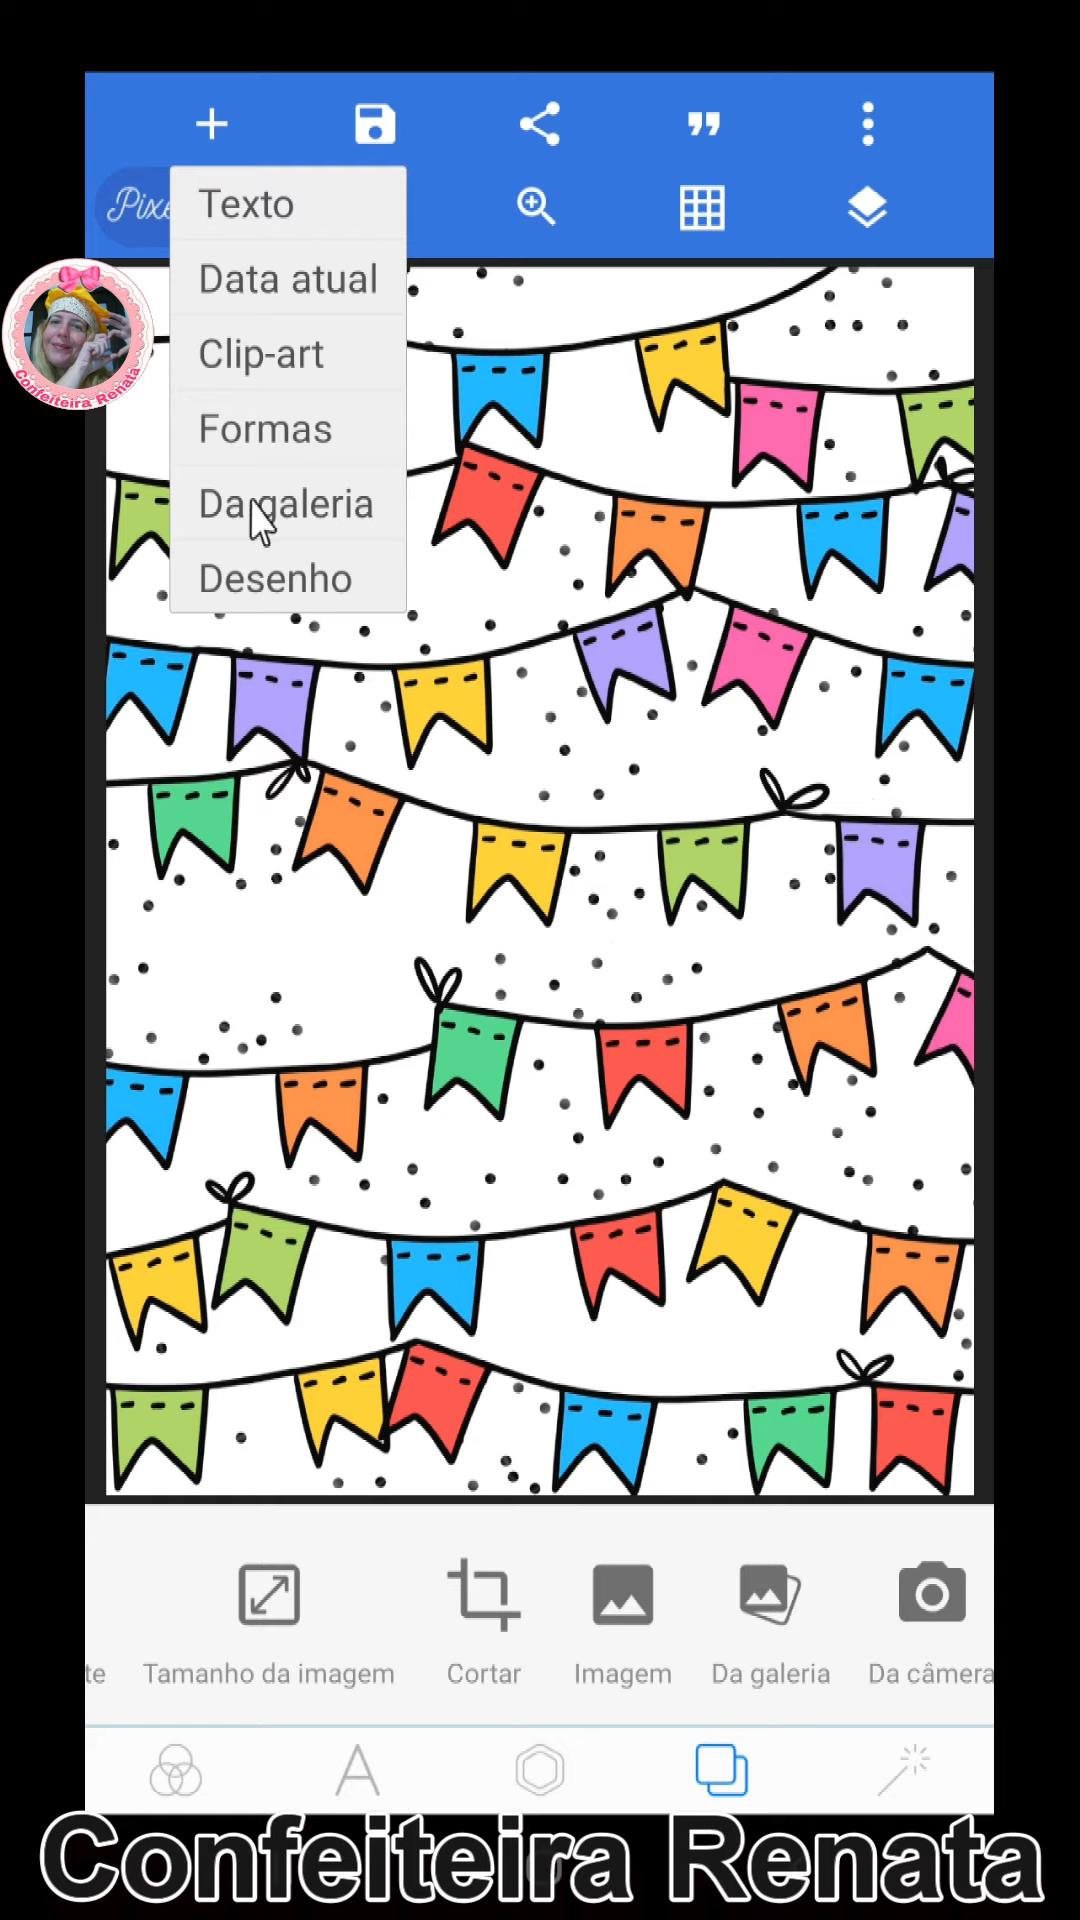 Texto
Data atual
Clip-art
Formas
Da galeria
Desenho
Confeiteira Renata
Tamanho da imagem
Cortar
Imagem
Da galeria
Da câmera
Confeiteira Renata